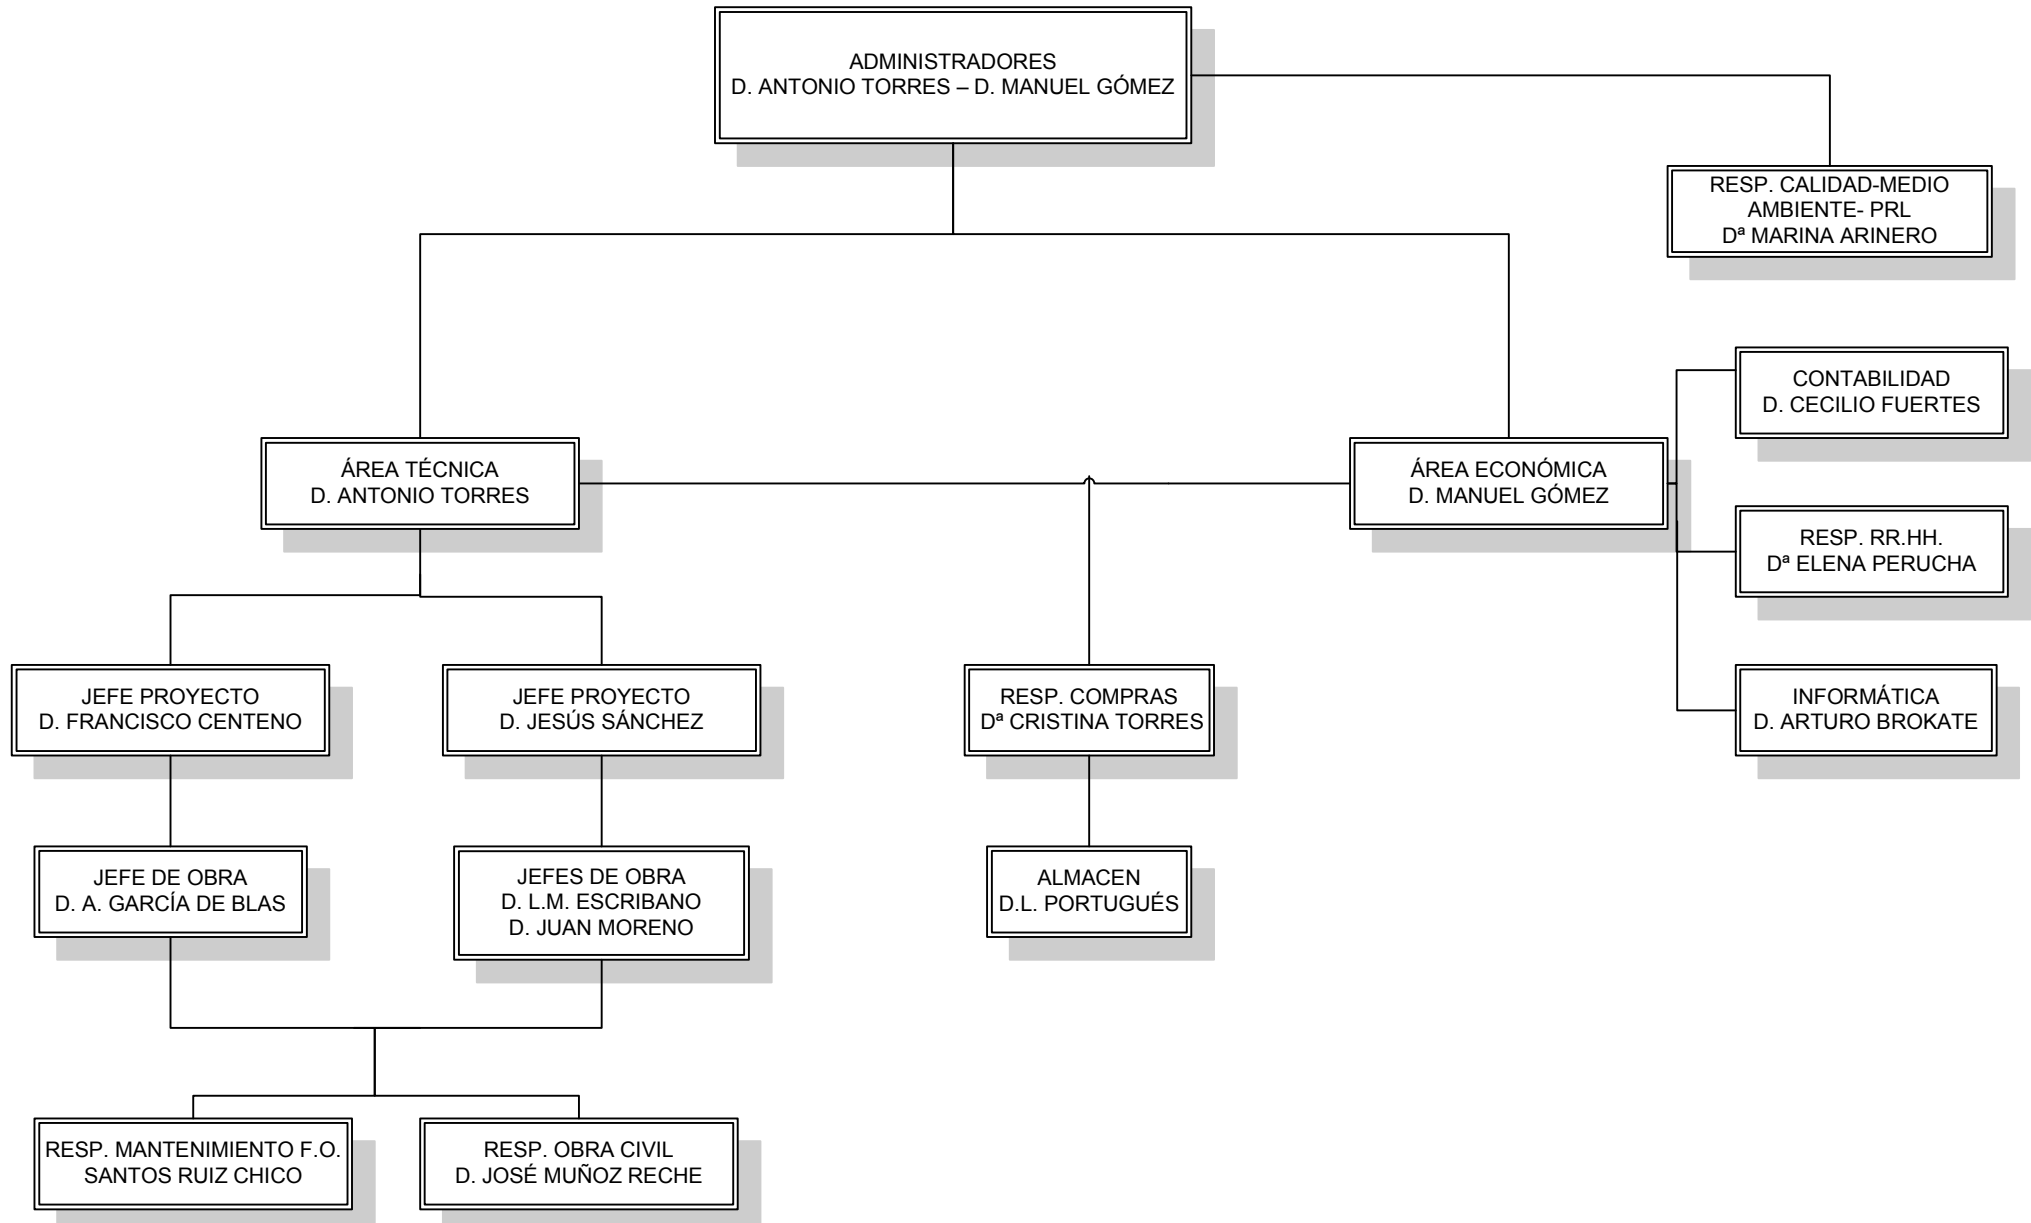 ADMINISTRADORES
D. ANTONIO TORRES – D. MANUEL GÓMEZ
RESP. CALIDAD-MEDIO
AMBIENTE- PRL
Dª MARINA ARINERO
CONTABILIDAD
D. CECILIO FUERTES
ÁREA TÉCNICA
D. ANTONIO TORRES
ÁREA ECONÓMICA
D. MANUEL GÓMEZ
RESP. RR.HH.
Dª ELENA PERUCHA
JEFE PROYECTO
D. FRANCISCO CENTENO
JEFE PROYECTO
D. JESÚS SÁNCHEZ
RESP. COMPRAS
Dª CRISTINA TORRES
INFORMÁTICA
D. ARTURO BROKATE
JEFE DE OBRA
D. A. GARCÍA DE BLAS
JEFES DE OBRA
D. L.M. ESCRIBANO
D. JUAN MORENO
ALMACEN
D.L. PORTUGUÉS
RESP. MANTENIMIENTO F.O.
SANTOS RUIZ CHICO
RESP. OBRA CIVIL
D. JOSÉ MUÑOZ RECHE